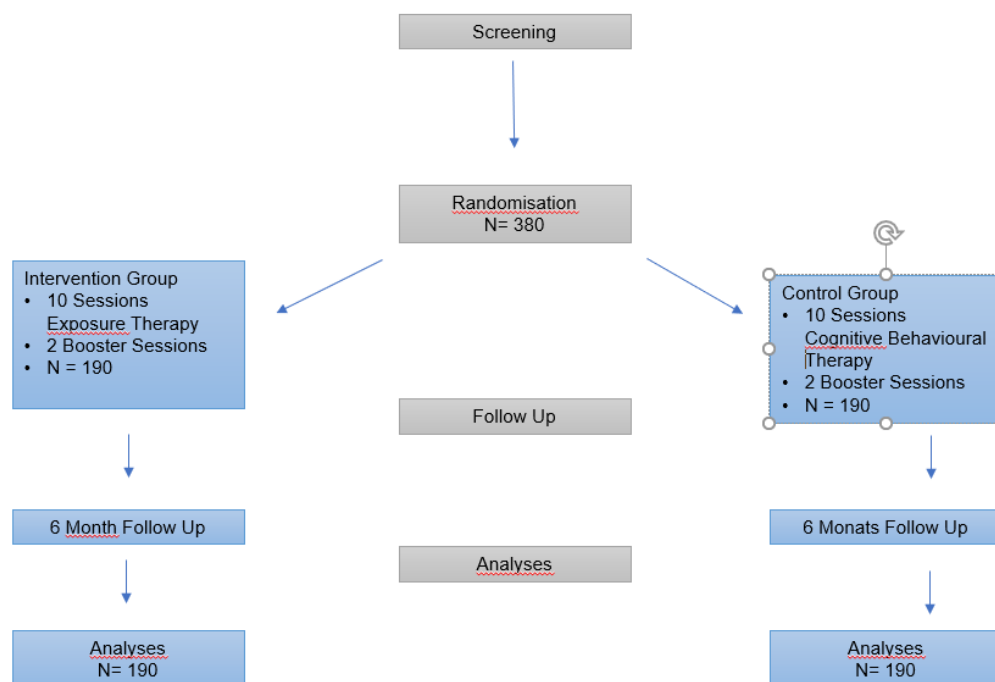 Screening
Randomisation
N= 380
Intervention Group
• 10 Sessions
Exposure Therapy
• 2 Booster Sessions
• N = 190
Control Group
• 10 Sessions
Cognitive Behavioural
Therapy
• 2 Booster Sessions
• N = 190
Follow Up
6 Month Follow Up
6 Monats Follow Up
Analyses
Analyses
N= 190
Analyses
N= 190